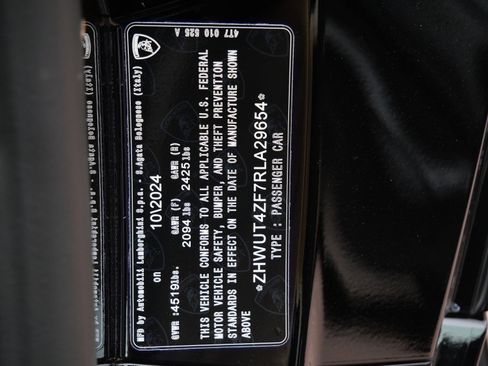 4T7 010 525 A
MFD by Automobili Lamborghini S.p.a. - S.Agata Bolognese (Italy)
on 10\2024
GVWR :4519lbs. GAWR (F) 2094 lbs GAWR (R) 2425 lbs
THIS VEHICLE CONFORMS TO ALL APPLICABLE U.S. FEDERAL
MOTOR VEHICLE SAFETY, BUMPER, AND THEFT PREVENTION
STANDARDS IN EFFECT ON THE DATE OF MANUFACTURE SHOWN
ABOVE
*ZHWUT4ZF7RLA29654*
TYPE : PASSENGER CAR